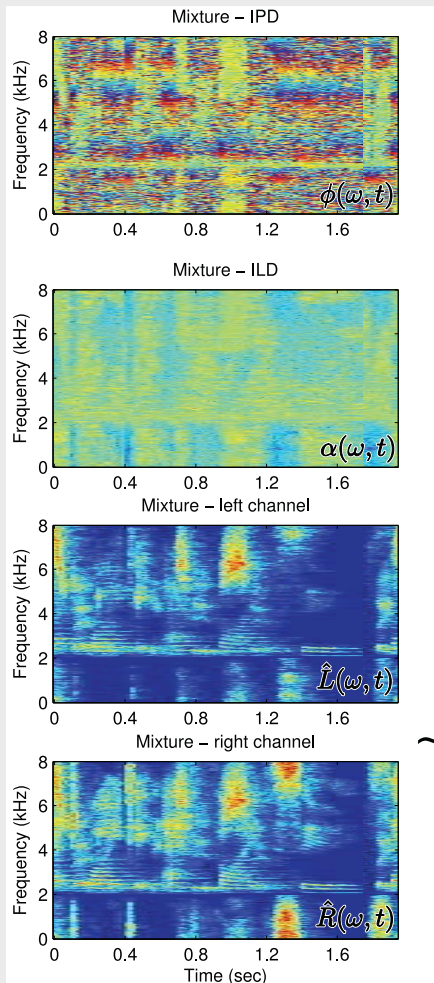 Mixture – IPD
Frequency (kHz)
8
6
4
2
0
ϕ(ω, t)
0 0.4 0.8 1.2 1.6
Mixture – ILD
Frequency (kHz)
8
6
4
2
0
α(ω, t)
0 0.4 0.8 1.2 1.6
Mixture – left channel
Frequency (kHz)
8
6
4
2
0
L̂(ω, t)
0 0.4 0.8 1.2 1.6
Mixture – right channel
Frequency (kHz)
8
6
4
2
0
R̂(ω, t)
0 0.4 0.8 1.2 1.6
Time (sec)